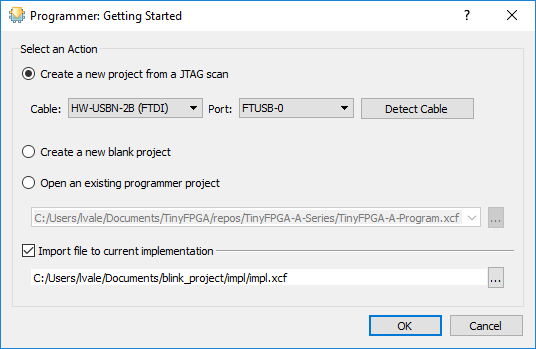 Programmer: Getting Started
Select an Action
Create a new project from a JTAG scan
Cable: HW-USBN-2B (FTDI) Port: FTUSB-0 Detect Cable
Create a new blank project
Open an existing programmer project
C:/Users/lvale/Documents/TinyFPGA/repos/TinyFPGA-A-Series/TinyFPGA-A-Program.xcf ...
Import file to current implementation
C:/Users/lvale/Documents/blink_project/impl/impl.xcf ...
OK Cancel